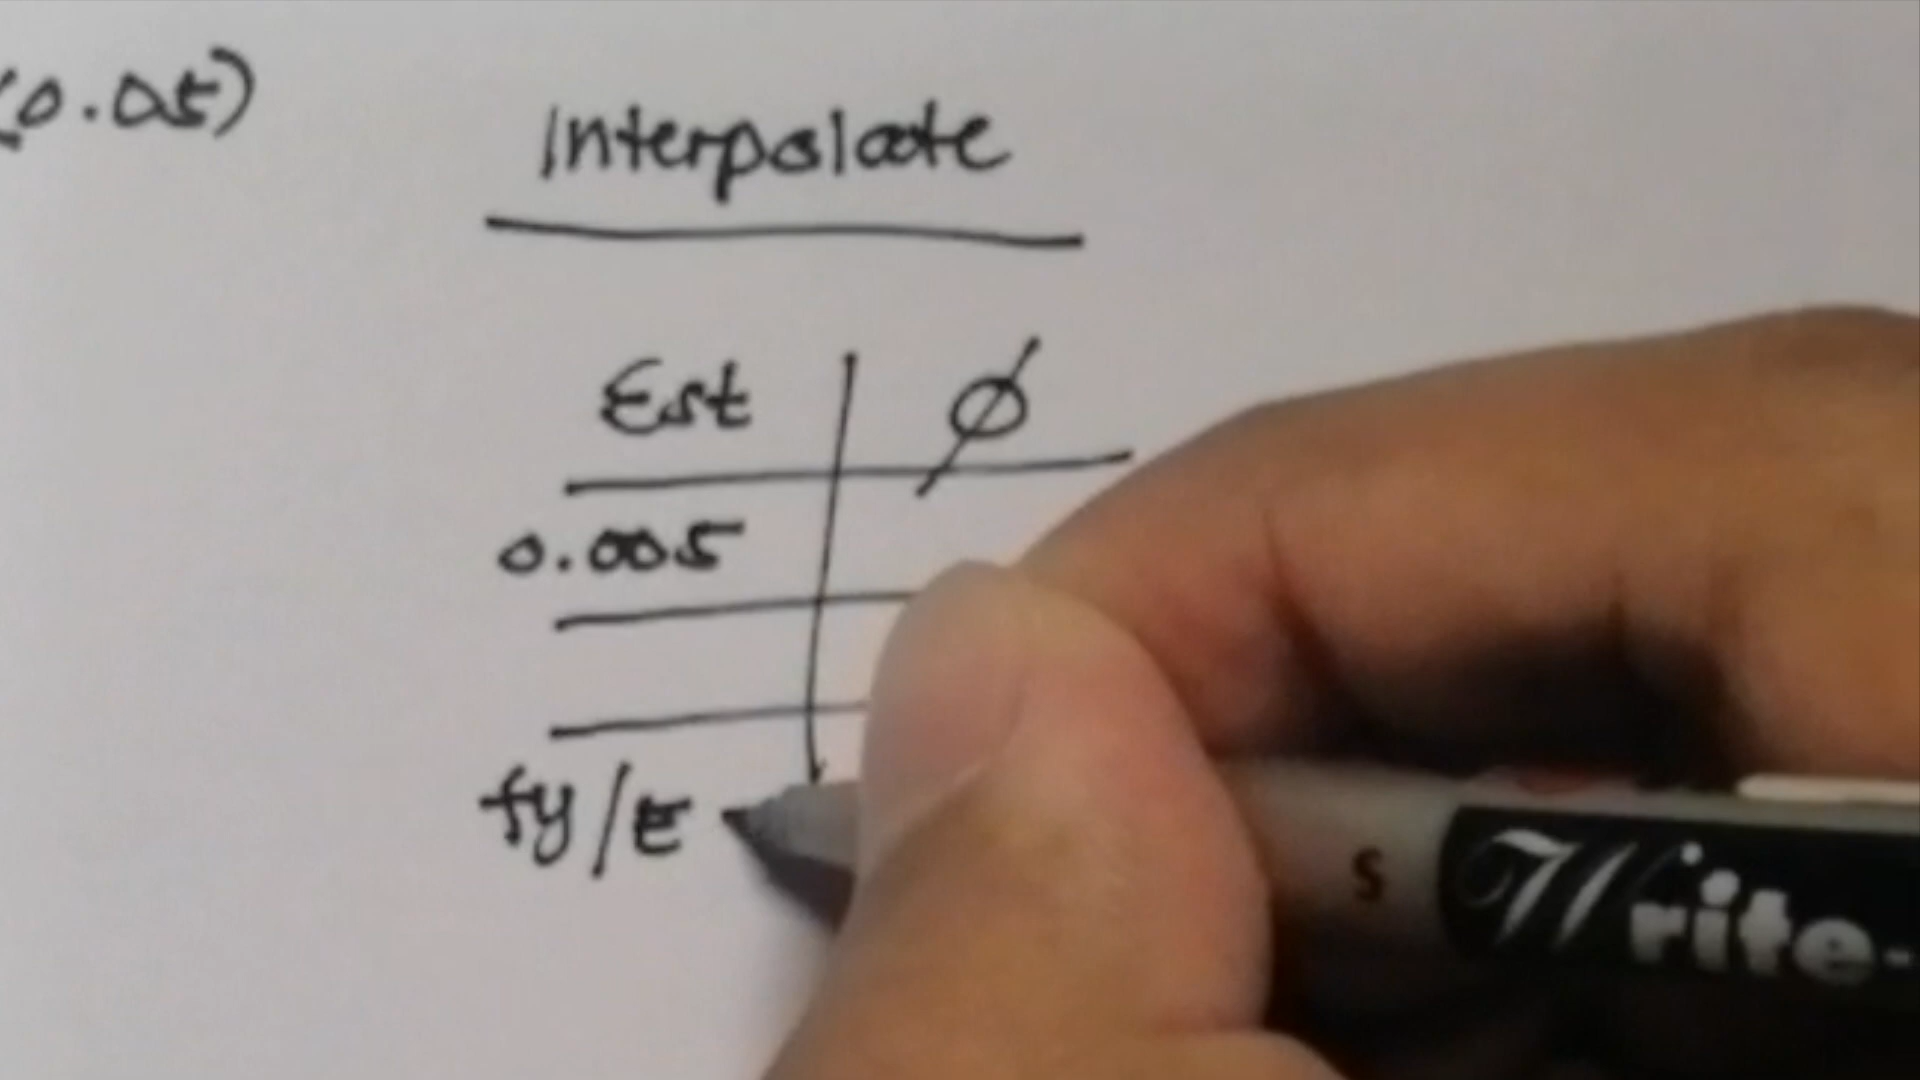 (0.05)
Interpolate
Est ø
0.005
fy/E
S Write-